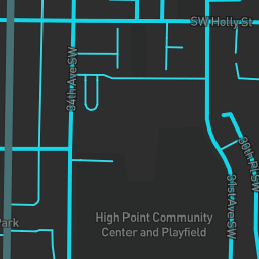 SW Holly St
34th Ave SW
30th Pl SW
31st Ave SW
Park
High Point Community
Center and Playfield